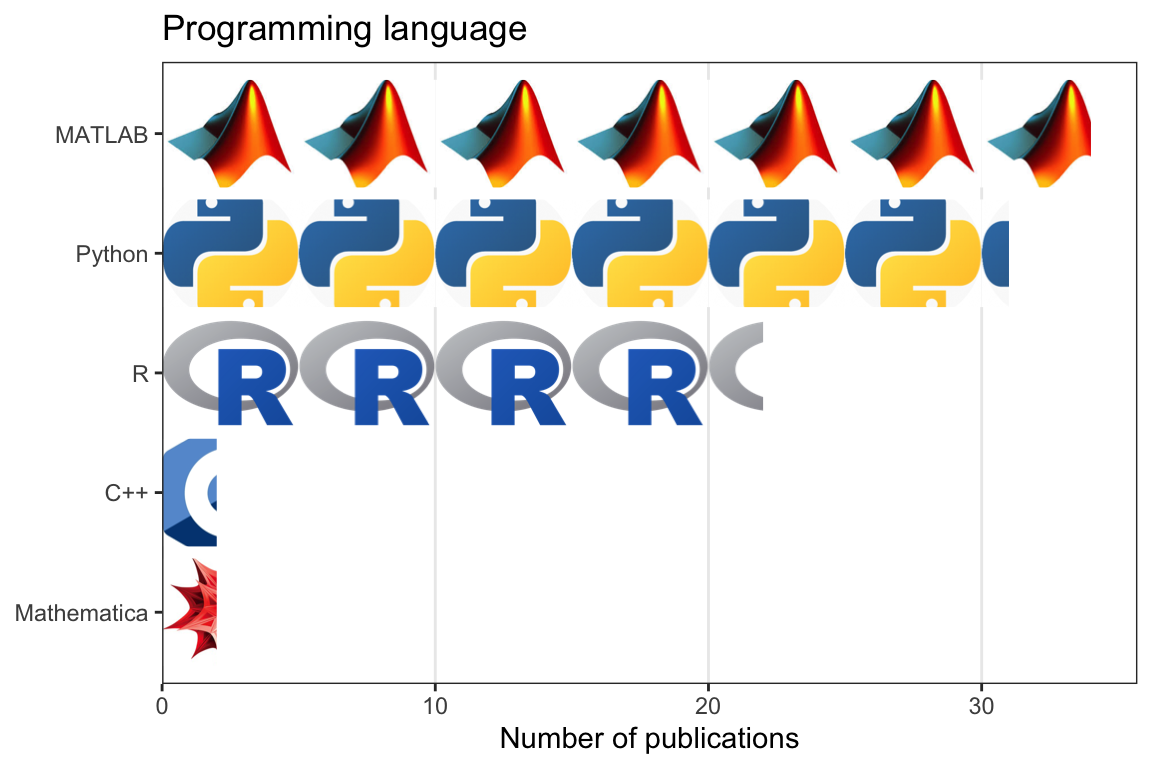 Programming language
MATLAB
Python
R
R R R R
C++
Mathematica
0 10 20 30
Number of publications